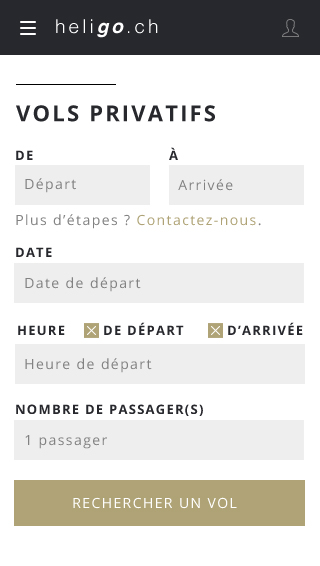 heligo.ch
VOLS PRIVATIFS
DE À
Départ Arrivée
Plus d’étapes ? Contactez-nous.
DATE
Date de départ
HEURE DE DÉPART D’ARRIVÉE
Heure de départ
NOMBRE DE PASSAGER(S)
1 passager
RECHERCHER UN VOL